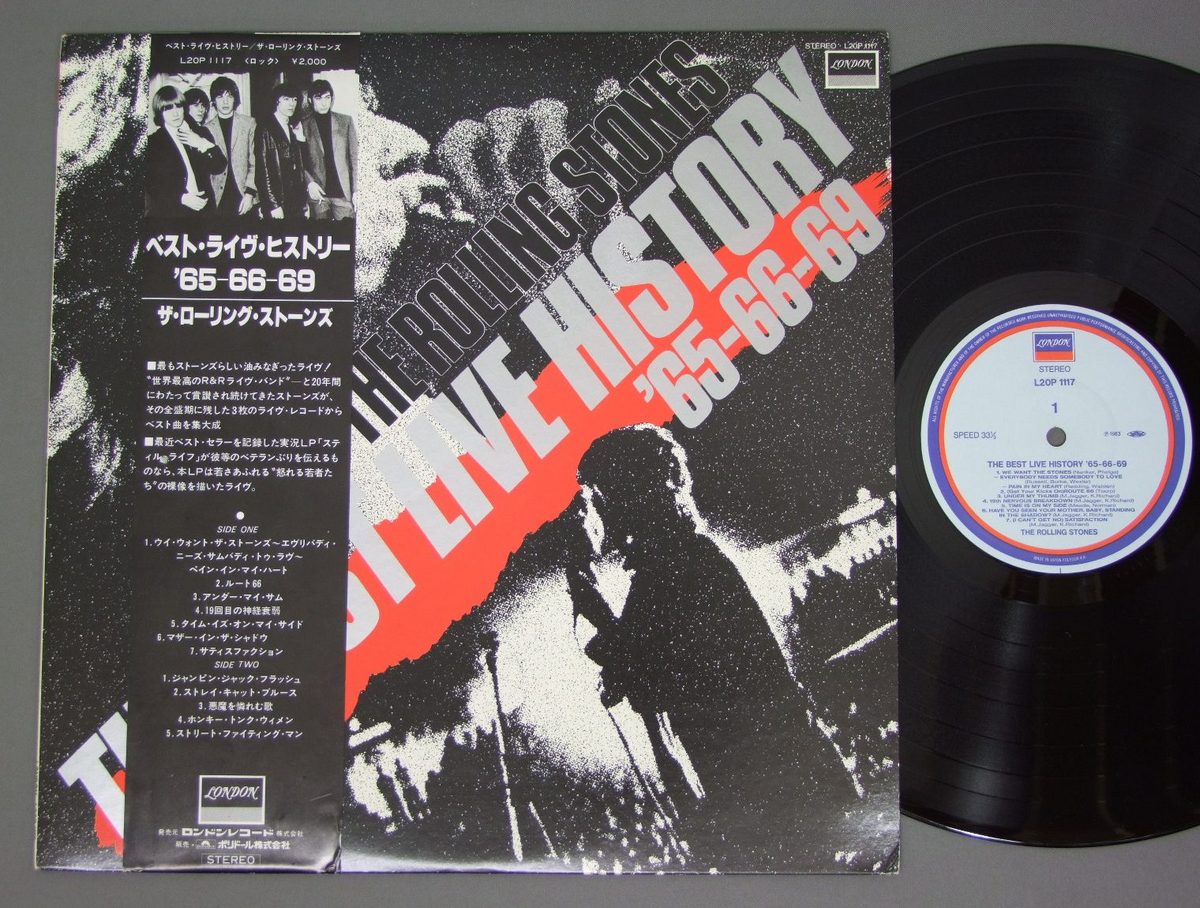 ベスト・ライヴ・ヒストリー/ザ・ローリング・ストーンズ
L20P 1117 〈ロック〉 ¥2,000
ベスト・ライヴ・ヒストリー
'65-66-69
ザ・ローリング・ストーンズ
■最もストーンズらしい油みなぎったライヴ!
"世界最高のR&Rライヴ・バンド"―と20年間
にわたって賞讃され続けてきたストーンズが、
その全盛期に残した3枚のライヴ・レコードから
ベスト曲を集大成
■最近ベスト・セラーを記録した実況LP「ステ
ィル・ライフ」が彼等のベテランぶりを伝えるも
のなら、本LPは若さあふれる"怒れる若者た
ち"の裸像を描いたライヴ。
SIDE ONE
1.ウイ・ウォント・ザ・ストーンズ〜エヴリバディ・
ニーズ・サムバディ・トゥ・ラヴ〜
ペイン・イン・マイ・ハート
2.ルート66
3.アンダー・マイ・サム
4.19回目の神経衰弱
5.タイム・イズ・オン・マイ・サイド
6.マザー・イン・ザ・シャドウ
7.サティスファクション
SIDE TWO
1.ジャンピン・ジャック・フラッシュ
2.ストレイ・キャット・ブルース
3.悪魔を憐れむ歌
4.ホンキー・トンク・ウィメン
5.ストリート・ファイティング・マン
LONDON
発売元 ロンドンレコード株式会社
販売・ポリドール株式会社
STEREO
STEREO・L20P 1117
LONDON
THE ROLLING STONES
ST LIVE HISTORY
'65-66-69
LONDON
STEREO
L20P 1117
1
SPEED 33⅓
℗1983
THE BEST LIVE HISTORY '65-66-69
1. WE WANT THE STONES (Nanker, Phelge)
~ EVERYBODY NEEDS SOMEBODY TO LOVE
(Russell, Burke, Wexler)
~ PAIN IN MY HEART (Redding, Walden)
2. (Get Your Kicks On)ROUTE 66 (Troup)
3. UNDER MY THUMB (M.Jagger, K.Richard)
4. 19th NERVOUS BREAKDOWN (M.Jagger, K.Richard)
5. TIME IS ON MY SIDE (Meade, Norman)
6. HAVE YOU SEEN YOUR MOTHER, BABY, STANDING
IN THE SHADOW? (M.Jagger, K.Richard)
7. (I CAN'T GET NO) SATISFACTION
(M.Jagger, K.Richard)
THE ROLLING STONES